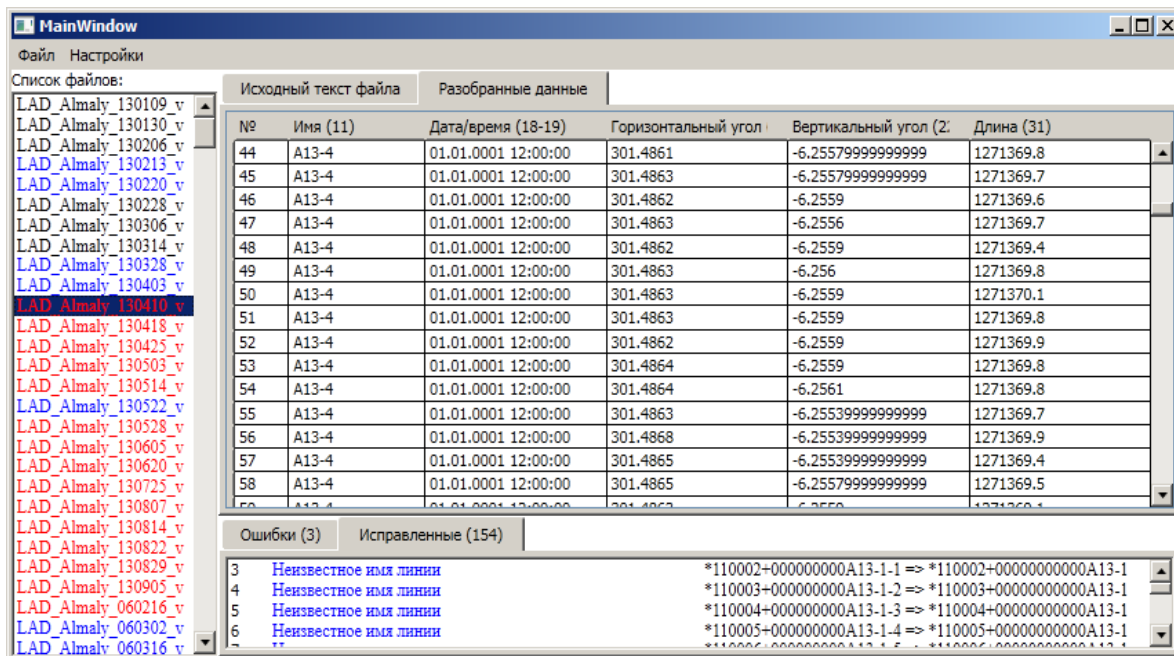 MainWindow
Файл Настройки
Список файлов:
LAD_Almaly_130109_v
LAD_Almaly_130130_v
LAD_Almaly_130206_v
LAD_Almaly_130213_v
LAD_Almaly_130220_v
LAD_Almaly_130228_v
LAD_Almaly_130306_v
LAD_Almaly_130314_v
LAD_Almaly_130328_v
LAD_Almaly_130403_v
LAD_Almaly_130410_v
LAD_Almaly_130418_v
LAD_Almaly_130425_v
LAD_Almaly_130503_v
LAD_Almaly_130514_v
LAD_Almaly_130522_v
LAD_Almaly_130528_v
LAD_Almaly_130605_v
LAD_Almaly_130620_v
LAD_Almaly_130725_v
LAD_Almaly_130807_v
LAD_Almaly_130814_v
LAD_Almaly_130822_v
LAD_Almaly_130829_v
LAD_Almaly_130905_v
LAD_Almaly_060216_v
LAD_Almaly_060302_v
LAD_Almaly_060316_v
Исходный текст файла Разобранные данные
№ Имя (11) Дата/время (18-19) Горизонтальный угол Вертикальный угол (2 Длина (31)
44 A13-4 01.01.0001 12:00:00 301.4861 -6.25579999999999 1271369.8
45 A13-4 01.01.0001 12:00:00 301.4863 -6.25579999999999 1271369.7
46 A13-4 01.01.0001 12:00:00 301.4862 -6.2559 1271369.6
47 A13-4 01.01.0001 12:00:00 301.4863 -6.2556 1271369.7
48 A13-4 01.01.0001 12:00:00 301.4862 -6.2559 1271369.4
49 A13-4 01.01.0001 12:00:00 301.4863 -6.256 1271369.8
50 A13-4 01.01.0001 12:00:00 301.4863 -6.2559 1271370.1
51 A13-4 01.01.0001 12:00:00 301.4863 -6.2559 1271369.8
52 A13-4 01.01.0001 12:00:00 301.4862 -6.2559 1271369.9
53 A13-4 01.01.0001 12:00:00 301.4864 -6.2559 1271369.8
54 A13-4 01.01.0001 12:00:00 301.4864 -6.2561 1271369.8
55 A13-4 01.01.0001 12:00:00 301.4863 -6.25539999999999 1271369.7
56 A13-4 01.01.0001 12:00:00 301.4868 -6.25539999999999 1271369.9
57 A13-4 01.01.0001 12:00:00 301.4865 -6.25539999999999 1271369.4
58 A13-4 01.01.0001 12:00:00 301.4865 -6.25579999999999 1271369.5
Ошибки (3) Исправленные (154)
3 Неизвестное имя линии *110002+000000000A13-1-1 => *110002+00000000000A13-1
4 Неизвестное имя линии *110003+000000000A13-1-2 => *110003+00000000000A13-1
5 Неизвестное имя линии *110004+000000000A13-1-3 => *110004+00000000000A13-1
6 Неизвестное имя линии *110005+000000000A13-1-4 => *110005+00000000000A13-1